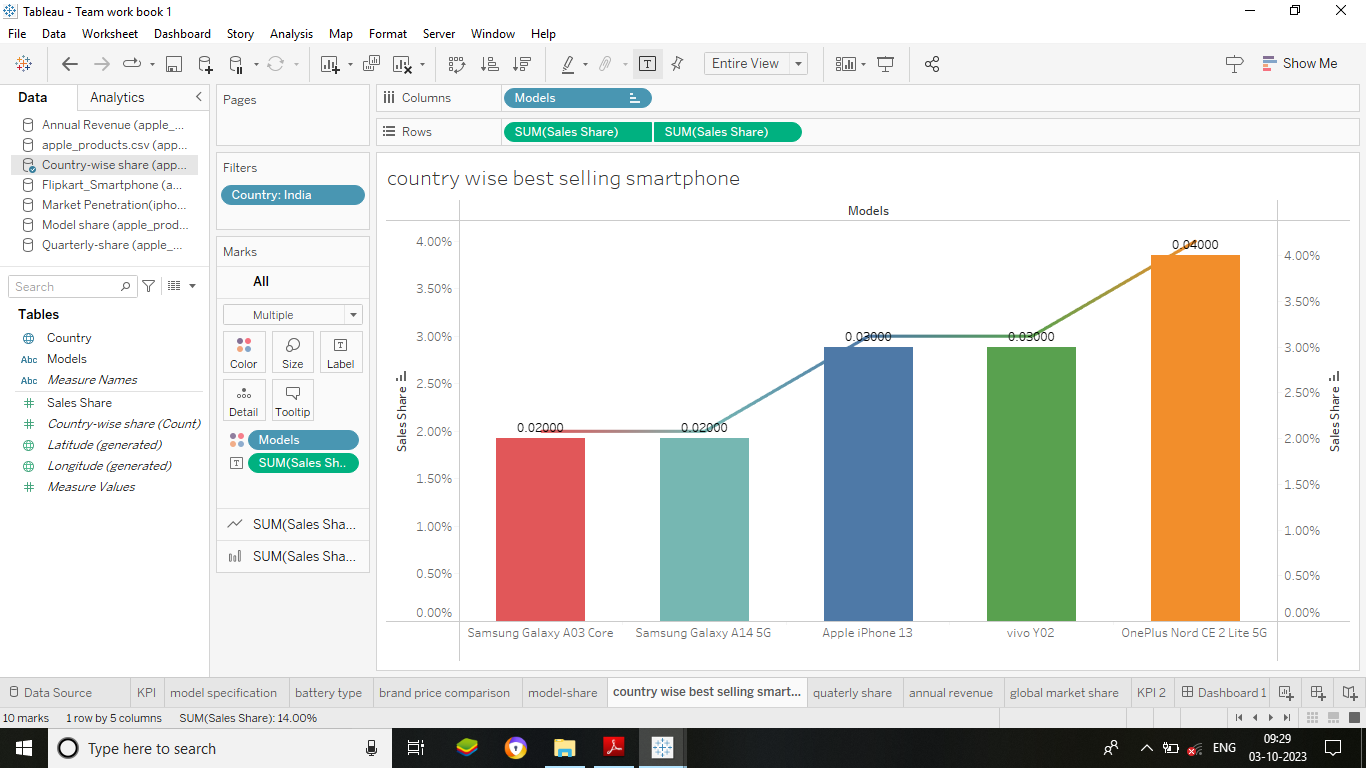 Tableau - Team work book 1
File Data Worksheet Dashboard Story Analysis Map Format Server Window Help
Entire View
Show Me
Data Analytics
Annual Revenue (apple_...
apple_products.csv (app...
Country-wise share (app...
Flipkart_Smartphone (a...
Market Penetration(ipho...
Model share (apple_prod...
Quarterly-share (apple_...
Search
Tables
Country
Abc Models
Abc Measure Names
Sales Share
Country-wise share (Count)
Latitude (generated)
Longitude (generated)
Measure Values
Pages
Filters
Country: India
Marks
All
Multiple
Color Size Label
Detail Tooltip
Models
SUM(Sales Sh..
SUM(Sales Sha...
SUM(Sales Sha...
Columns Models
Rows SUM(Sales Share) SUM(Sales Share)
country wise best selling smartphone
Models
Sales Share
4.00%
3.50%
3.00%
2.50%
2.00%
1.50%
1.00%
0.50%
0.00%
0.02000 0.02000 0.03000 0.03000 0.04000
4.00%
3.50%
3.00%
2.50%
2.00%
1.50%
1.00%
0.50%
0.00%
Sales Share
Samsung Galaxy A03 Core Samsung Galaxy A14 5G Apple iPhone 13 vivo Y02 OnePlus Nord CE 2 Lite 5G
Data Source KPI model specification battery type brand price comparison model-share country wise best selling smart... quaterly share annual revenue global market share KPI 2 Dashboard 1
10 marks 1 row by 5 columns SUM(Sales Share): 14.00%
Type here to search
ENG
09:29
03-10-2023